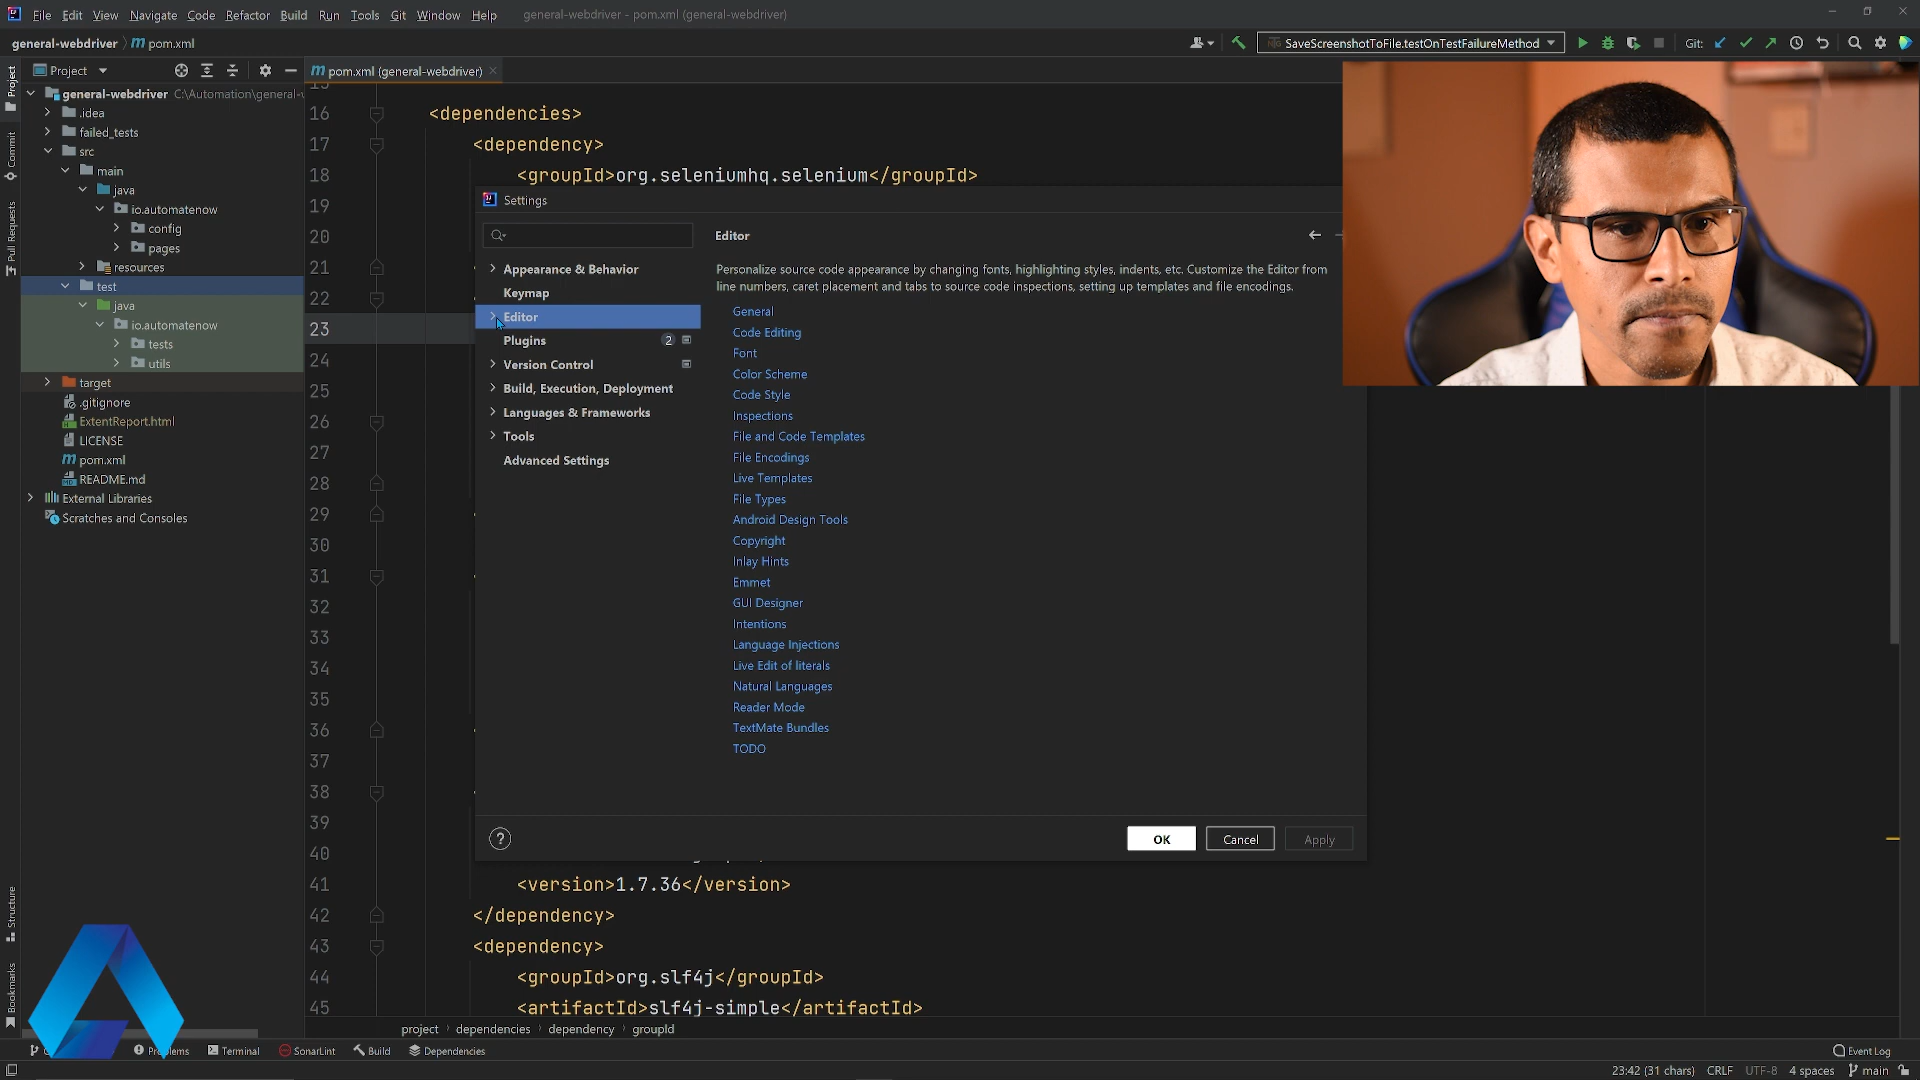 File Edit View Navigate Code Refactor Build Run Tools Git Window Help general-webdriver - pom.xml (general-webdriver)
general-webdriver pom.xml SaveScreenshotToFile.testOnTestFailureMethod Git:
Project pom.xml (general-webdriver)
Project
Commit
Pull Requests
Structure
Bookmarks
general-webdriver C:\Automation\general-
.idea
failed_tests
src
main
java
io.automatenow
config
pages
resources
test
java
io.automatenow
tests
utils
target
.gitignore
ExtentReport.html
LICENSE
pom.xml
README.md
External Libraries
Scratches and Consoles
16 <dependencies>
17 <dependency>
18 <groupId>org.seleniumhq.selenium</groupId>
19
20
21
22
23
24
25
26
27
28
29
30
31
32
33
34
35
36
37
38
39
40
41 <version>1.7.36</version>
42 </dependency>
43 <dependency>
44 <groupId>org.slf4j</groupId>
45 <artifactId>slf4j-simple</artifactId>
Settings
Appearance & Behavior
Keymap
Editor
Plugins 2
Version Control
Build, Execution, Deployment
Languages & Frameworks
Tools
Advanced Settings
Editor
Personalize source code appearance by changing fonts, highlighting styles, indents, etc. Customize the Editor from
line numbers, caret placement and tabs to source code inspections, setting up templates and file encodings.
General
Code Editing
Font
Color Scheme
Code Style
Inspections
File and Code Templates
File Encodings
Live Templates
File Types
Android Design Tools
Copyright
Inlay Hints
Emmet
GUI Designer
Intentions
Language Injections
Live Edit of literals
Natural Languages
Reader Mode
TextMate Bundles
TODO
? OK Cancel Apply
project dependencies dependency groupId
Problems Terminal SonarLint Build Dependencies Event Log
23:42 (31 chars) CRLF UTF-8 4 spaces main